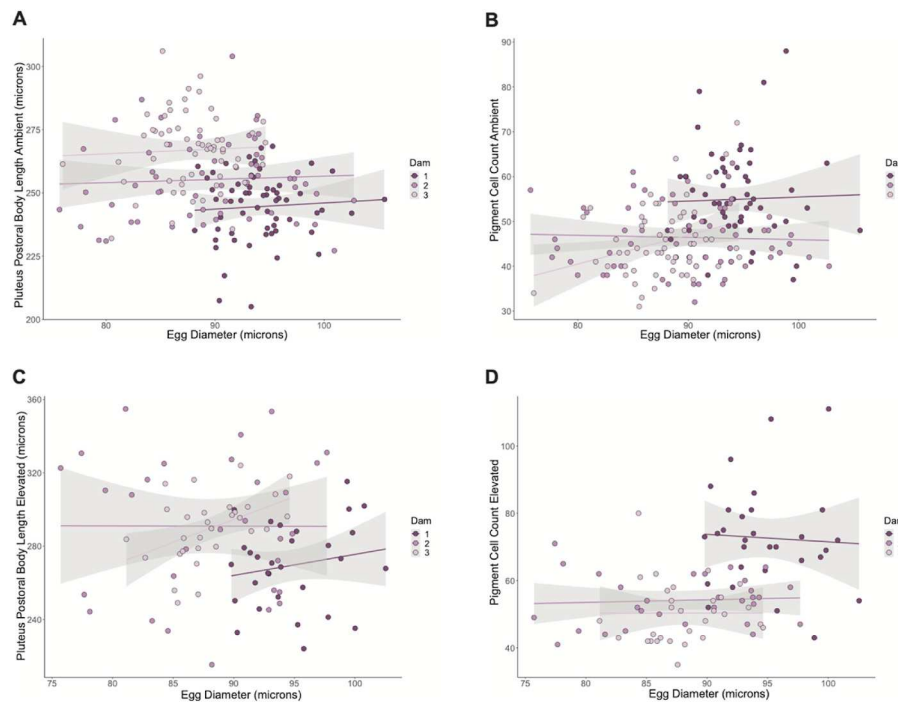 A
Pluteus Postoral Body Length Ambient (microns)
300
275
250
225
200
80
90
100
Egg Diameter (microns)
Dam
1
2
3
B
Pigment Cell Count Ambient
90
80
70
60
50
40
30
80
90
100
Egg Diameter (microns)
Da
C
Pluteus Postoral Body Length Elevated (microns)
360
320
280
240
75
80
85
90
95
100
Egg Diameter (microns)
Dam
1
2
3
D
Pigment Cell Count Elevated
100
80
60
40
75
80
85
90
95
100
Egg Diameter (microns)
Da